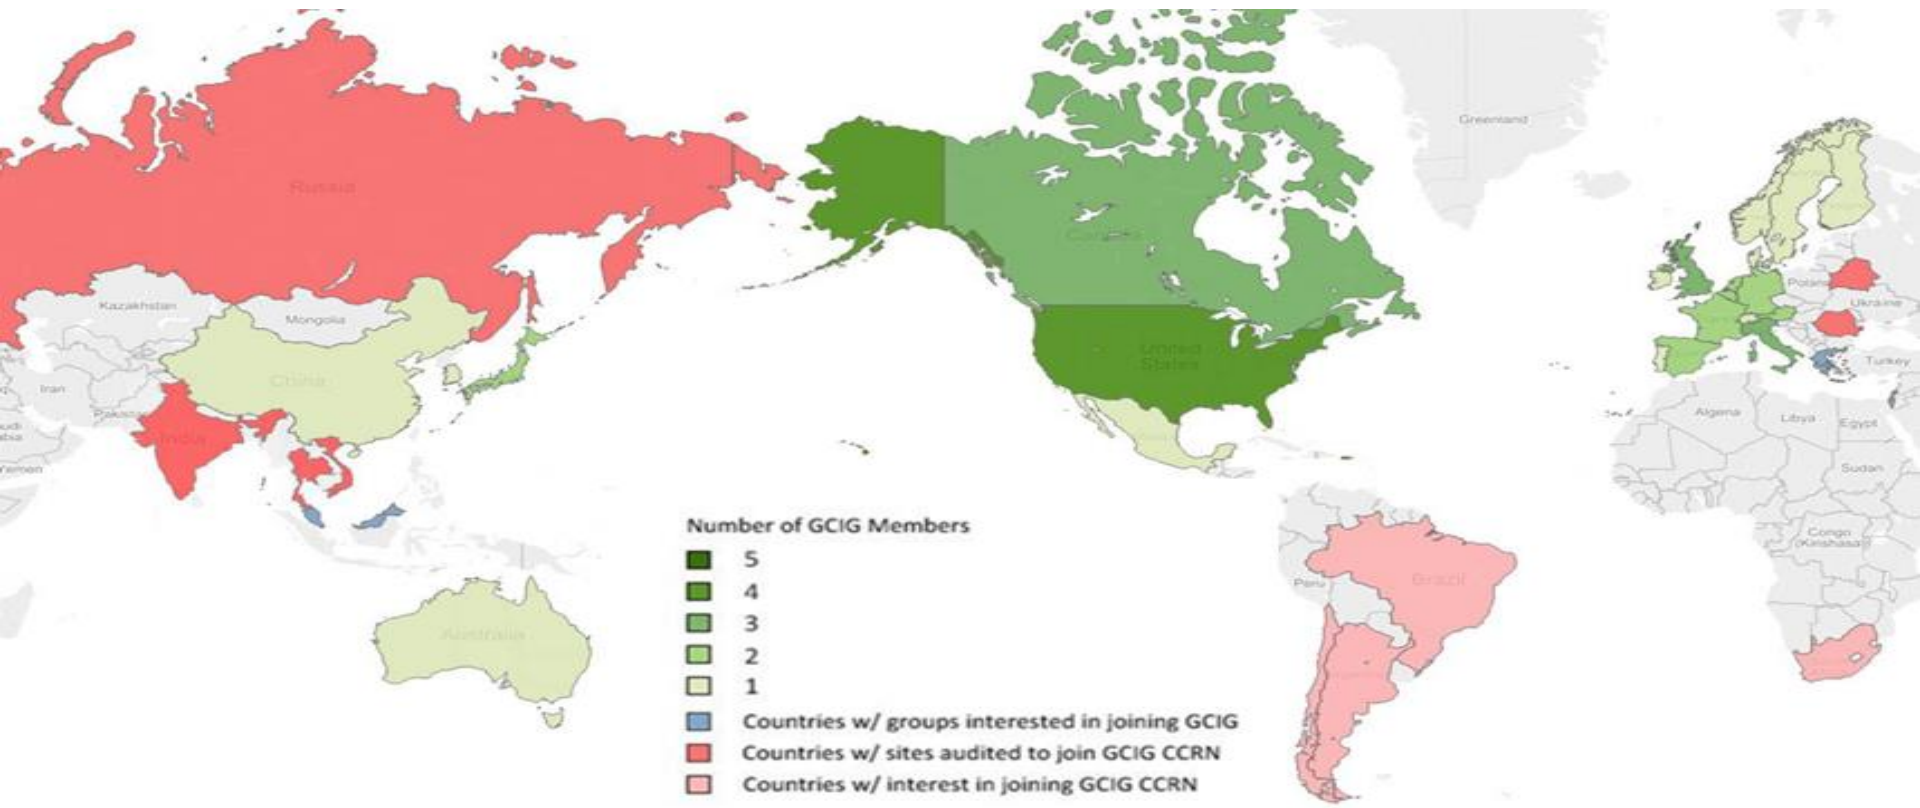 Greenland
Russia
Canada
Kazakhstan
Mongolia
Poland
Ukraine
United
States
China
Turkey
Iran
Pakistan
Algeria
Libya
Egypt
India
Yemen
Sudan
Number of GCIG Members
5
4
3
2
1
Countries w/ groups interested in joining GCIG
Countries w/ sites audited to join GCIG CCRN
Countries w/ interest in joining GCIG CCRN
Congo
(Kinshasa)
Peru
Brazil
Australia